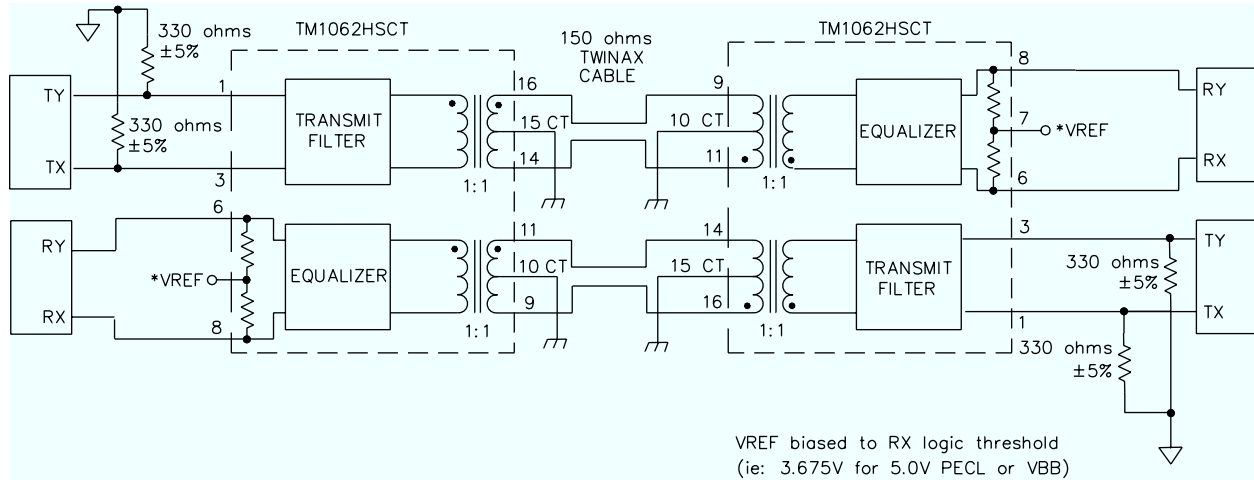 330 ohms
±5%
TM1062HSCT
150 ohms
TWINAX
CABLE
TM1062HSCT
TY
1
TRANSMIT
FILTER
16
15 CT
14
1:1
9
10 CT
11
1:1
EQUALIZER
8
7
*VREF
6
RY
RX
330 ohms
±5%
TX
3
RY
6
*VREF
EQUALIZER
RX
8
11
10 CT
9
1:1
14
15 CT
16
1:1
TRANSMIT
FILTER
3
TY
330 ohms
±5%
TX
1
330 ohms
±5%
VREF biased to RX logic threshold
(ie: 3.675V for 5.0V PECL or VBB)